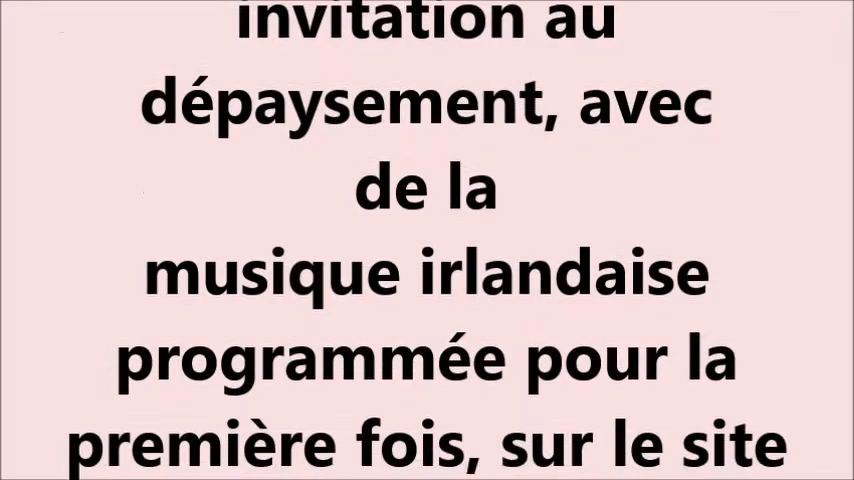 invitation au
dépaysement, avec
de la
musique irlandaise
programmée pour la
première fois, sur le site